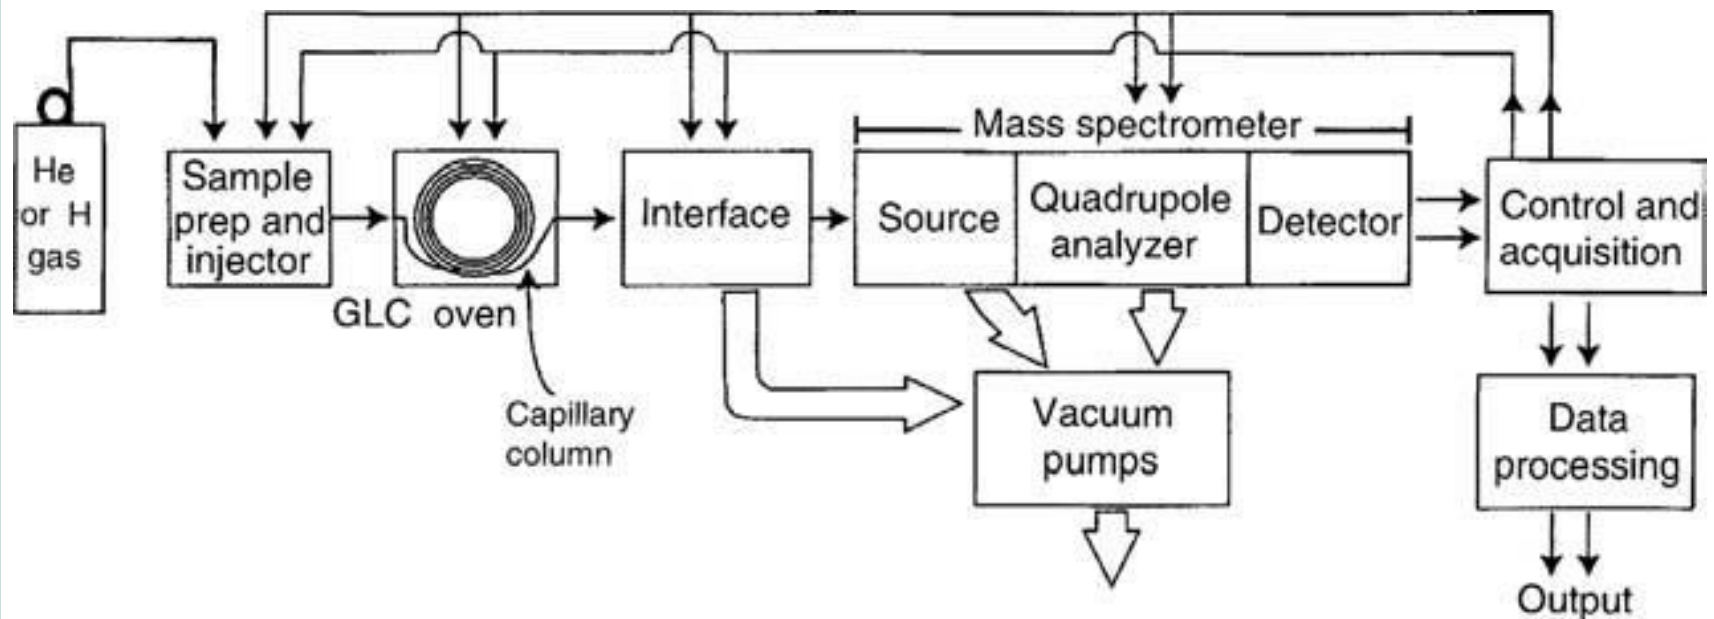 He
or H
gas
Sample
prep and
injector
GLC oven
Capillary
column
Interface
Mass spectrometer
Source
Quadrupole
analyzer
Detector
Control and
acquisition
Vacuum
pumps
Data
processing
Output